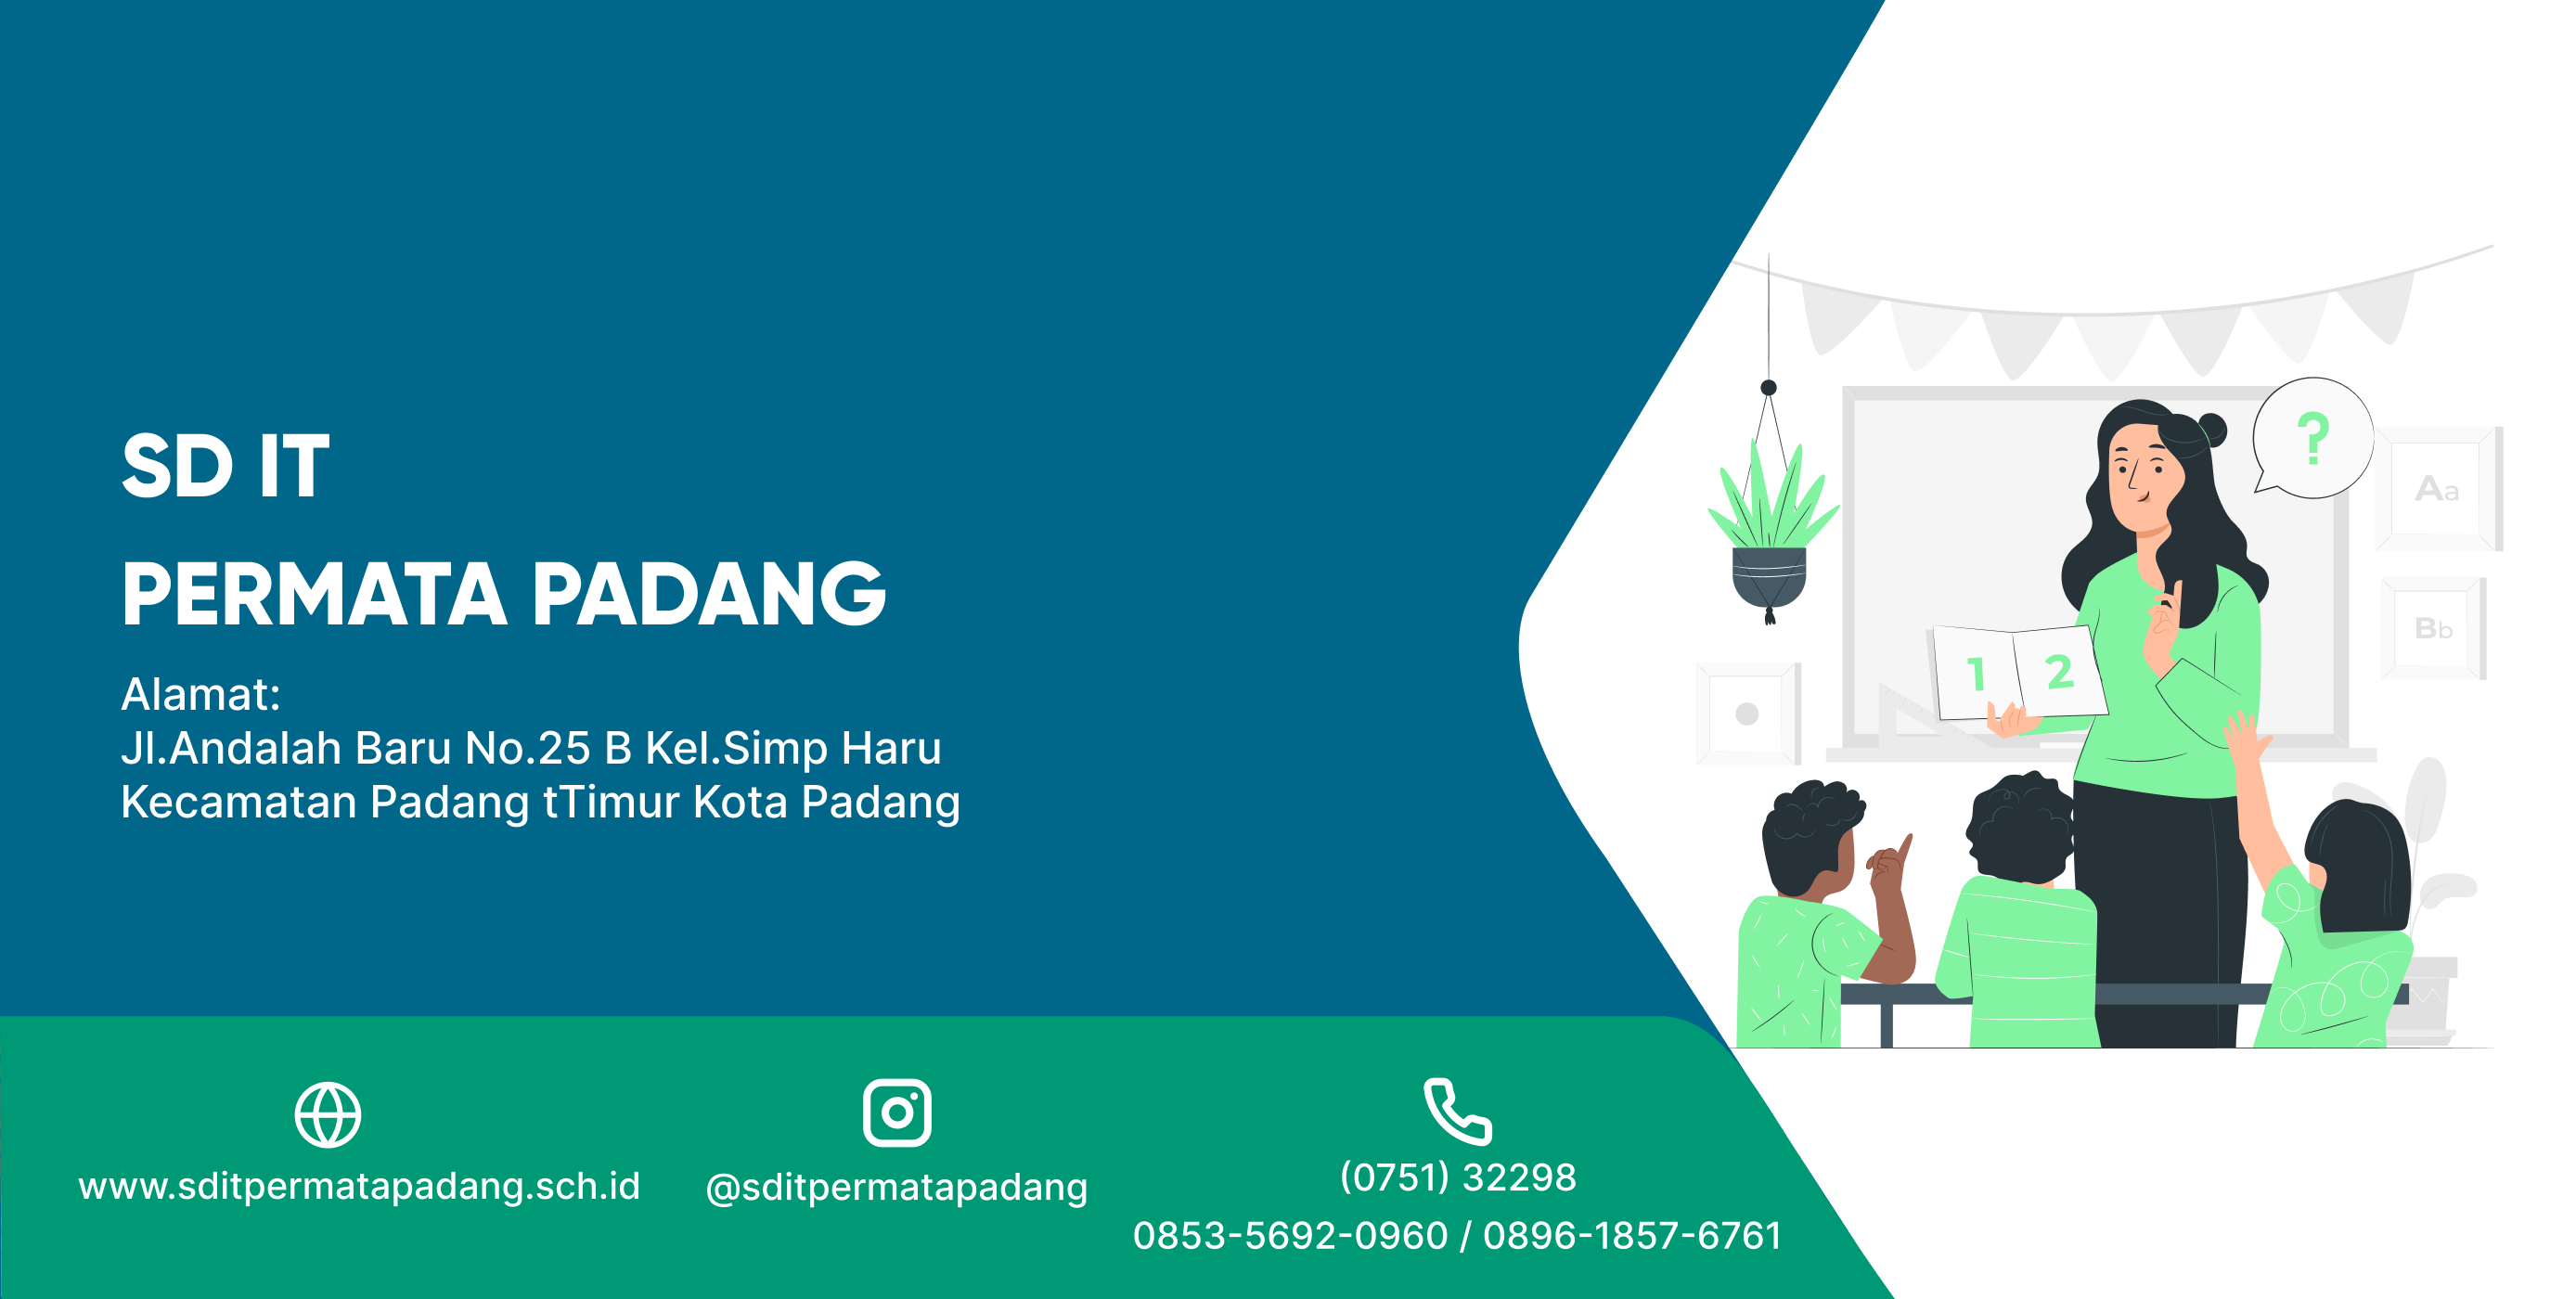 SD IT
PERMATA PADANG
Alamat:
Jl.Andalah Baru No.25 B Kel.Simp Haru
Kecamatan Padang tTimur Kota Padang
?
Aa
Bb
1 2
www.sditpermatapadang.sch.id
@sditpermatapadang
(0751) 32298
0853-5692-0960 / 0896-1857-6761